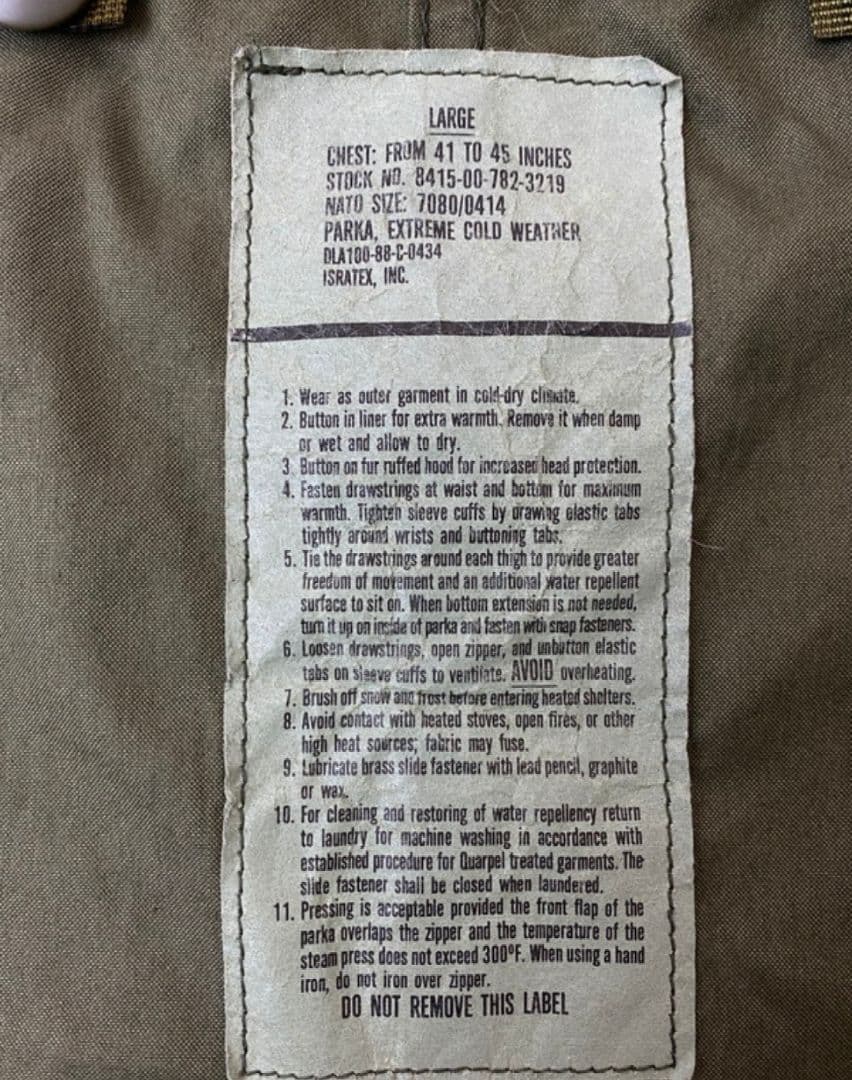 LARGE
CHEST: FROM 41 TO 45 INCHES
STOCK NO. 8415-00-782-3219
NATO SIZE: 7080/0414
PARKA, EXTREME COLD WEATHER
DLA100-88-C-0434
ISRATEX, INC.
1. Wear as outer garment in cold-dry climate.
2. Button in liner for extra warmth. Remove it when damp
or wet and allow to dry.
3. Button on fur ruffed hood for increased head protection.
4. Fasten drawstrings at waist and bottom for maximum
warmth. Tighten sleeve cuffs by drawing elastic tabs
tightly around wrists and buttoning tabs.
5. Tie the drawstrings around each thigh to provide greater
freedom of movement and an additional water repellent
surface to sit on. When bottom extension is not needed,
turn it up on inside of parka and fasten with snap fasteners.
6. Loosen drawstrings, open zipper, and unbutton elastic
tabs on sleeve cuffs to ventilate. AVOID overheating.
7. Brush off snow and frost before entering heated shelters.
8. Avoid contact with heated stoves, open fires, or other
high heat sources; fabric may fuse.
9. Lubricate brass slide fastener with lead pencil, graphite
or wax.
10. For cleaning and restoring of water repellency return
to laundry for machine washing in accordance with
established procedure for Quarpel treated garments. The
slide fastener shall be closed when laundered.
11. Pressing is acceptable provided the front flap of the
parka overlaps the zipper and the temperature of the
steam press does not exceed 300°F. When using a hand
iron, do not iron over zipper.
DO NOT REMOVE THIS LABEL